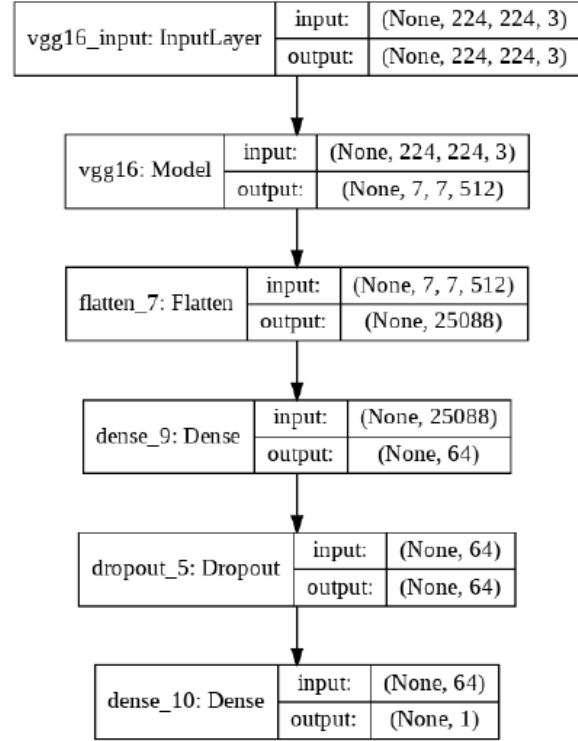 vgg16_input: InputLayer
input: (None, 224, 224, 3)
output: (None, 224, 224, 3)
vgg16: Model
input: (None, 224, 224, 3)
output: (None, 7, 7, 512)
flatten_7: Flatten
input: (None, 7, 7, 512)
output: (None, 25088)
dense_9: Dense
input: (None, 25088)
output: (None, 64)
dropout_5: Dropout
input: (None, 64)
output: (None, 64)
dense_10: Dense
input: (None, 64)
output: (None, 1)